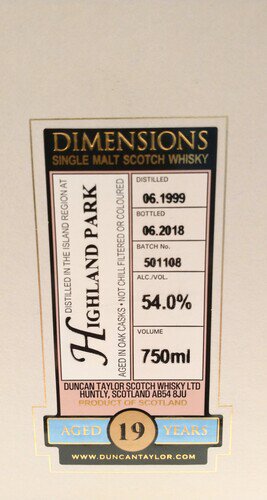 DIMENSIONS
SINGLE MALT SCOTCH WHISKY
DISTILLED IN THE ISLAND REGION AT
HIGHLAND PARK
AGED IN OAK CASKS • NOT CHILL FILTERED OR COLOURED
DISTILLED
06.1999
BOTTLED
06.2018
BATCH No.
501108
ALC./VOL.
54.0%
VOLUME
750ml
DUNCAN TAYLOR SCOTCH WHISKY LTD
HUNTLY, SCOTLAND AB54 8JU
PRODUCT OF SCOTLAND
AGED 19 YEARS
WWW.DUNCANTAYLOR.COM